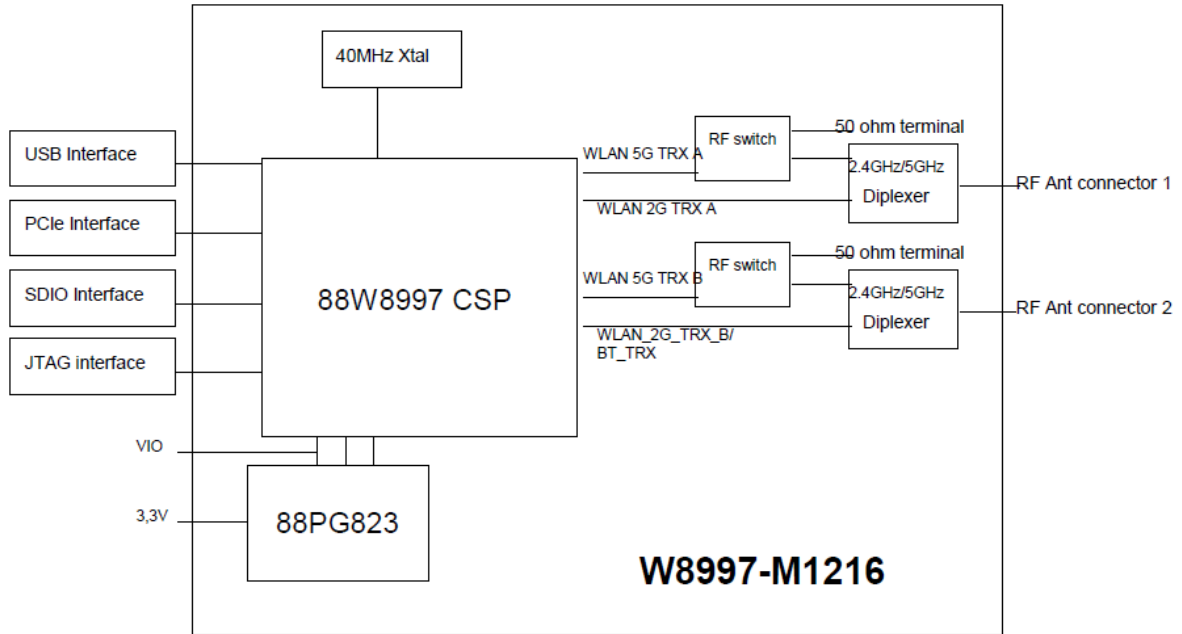 40MHz Xtal
USB Interface
PCIe Interface
SDIO Interface
JTAG interface
VIO
3,3V
88W8997 CSP
88PG823
WLAN 5G TRX A
RF switch
50 ohm terminal
2.4GHz/5GHz
Diplexer
RF Ant connector 1
WLAN 2G TRX A
WLAN 5G TRX B
RF switch
50 ohm terminal
2.4GHz/5GHz
Diplexer
RF Ant connector 2
WLAN_2G_TRX_B/
BT_TRX
W8997-M1216